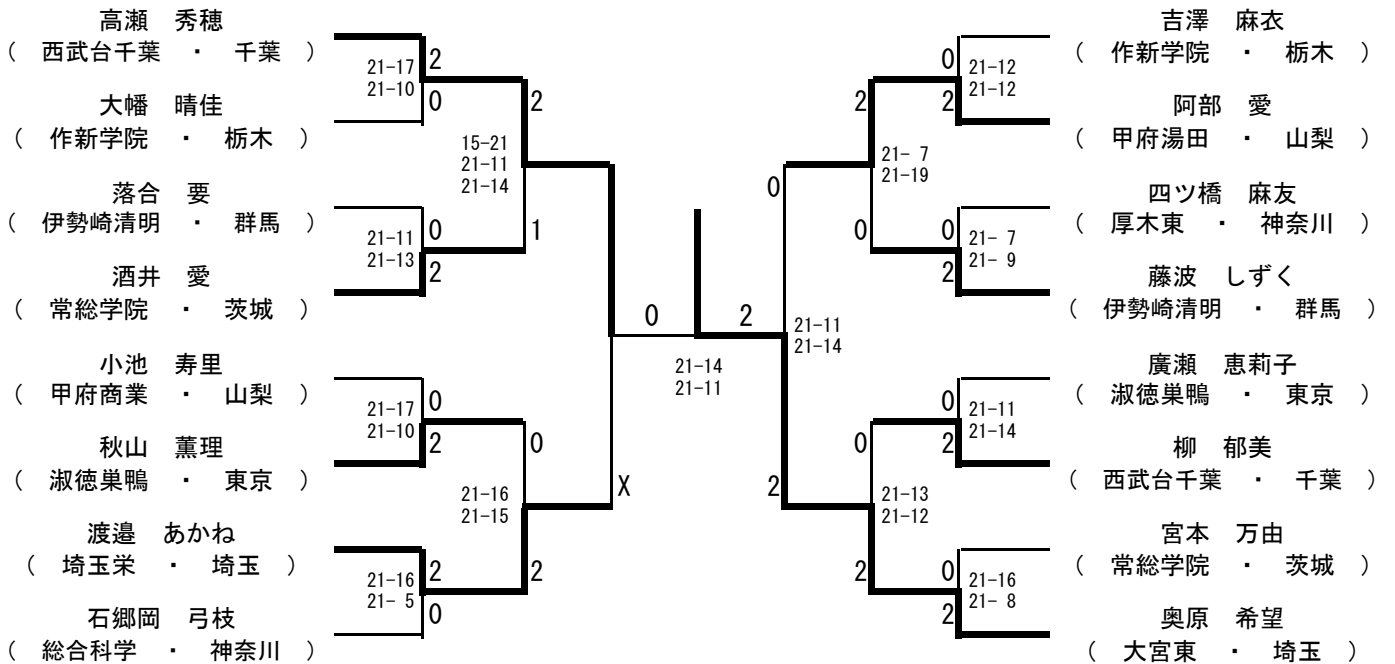 高瀬　秀穂
（　西武台千葉　・　千葉　）
大幡　晴佳
（　作新学院　・　栃木　）
落合　要
（　伊勢崎清明　・　群馬　）
酒井　愛
（　常総学院　・　茨城　）
小池　寿里
（　甲府商業　・　山梨　）
秋山　薫理
（　淑徳巣鴨　・　東京　）
渡邉　あかね
（　埼玉栄　・　埼玉　）
石郷岡　弓枝
（　総合科学　・　神奈川　）
2
21-17
21-10
0
0
21-11
21-13
2
0
21-17
21-10
2
2
21-16
21- 5
0
2
15-21
21-11
21-14
1
0
21-16
21-15
2
X
0
2
21-14
21-11
0
21-11
21-14
2
2
21- 7
21-19
0
0
21-13
21-12
2
0
21-12
21-12
2
0
21- 7
21- 9
2
0
21-11
21-14
2
0
21-16
21- 8
2
吉澤　麻衣
（　作新学院　・　栃木　）
阿部　愛
（　甲府湯田　・　山梨　）
四ツ橋　麻友
（　厚木東　・　神奈川　）
藤波　しずく
（　伊勢崎清明　・　群馬　）
廣瀬　恵莉子
（　淑徳巣鴨　・　東京　）
柳　郁美
（　西武台千葉　・　千葉　）
宮本　万由
（　常総学院　・　茨城　）
奥原　希望
（　大宮東　・　埼玉　）